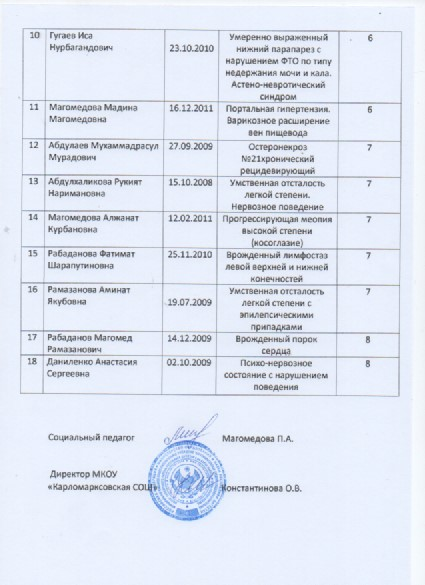 10 Гугаев Иса Нурбагандович 23.10.2010 Умеренно выраженный нижний парапарез с нарушением ФТО по типу недержания мочи и кала. Астено-невротический синдром 6
11 Магомедова Мадина Магомедовна 16.12.2011 Портальная гипертензия. Варикозное расширение вен пищевода 6
12 Абдулаев Мухаммадрасул Мурадович 27.09.2009 Остеронекроз №21хронический рецидевирующий 7
13 Абдулхаликова Рукият Наримановна 15.10.2008 Умственная отсталость легкой степени. Нервозное поведение 7
14 Магомедова Алжанат Курбановна 12.02.2011 Прогрессирующая меопия высокой степени (косоглазие) 7
15 Рабаданова Фатимат Шарапутиновна 25.11.2010 Врожденный лимфостаз левой верхней и нижней конечностей 7
16 Рамазанова Аминат Якубовна 19.07.2009 Умственная отсталость легкой степени с эпилепсическими припадками 7
17 Рабаданов Магомед Рамазанович 14.12.2009 Врожденный порок сердца 8
18 Даниленко Анастасия Сергеевна 02.10.2009 Психо-нервозное состояние с нарушением поведения 8
Социальный педагог Магомедова П.А.
Директор МКОУ
«Карломарксовская СОШ» Константинова О.В.